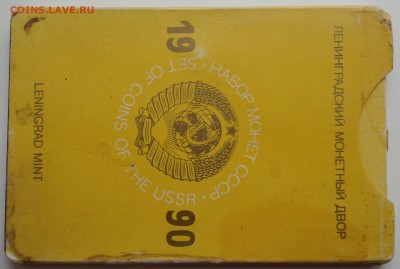 COINS.LAVE.RU
ЛЕНИНГРАДСКИЙ МОНЕТНЫЙ ДВОР
НАБОР МОНЕТ СССР · SET OF COINS OF THE USSR ·
19 90
LENINGRAD MINT